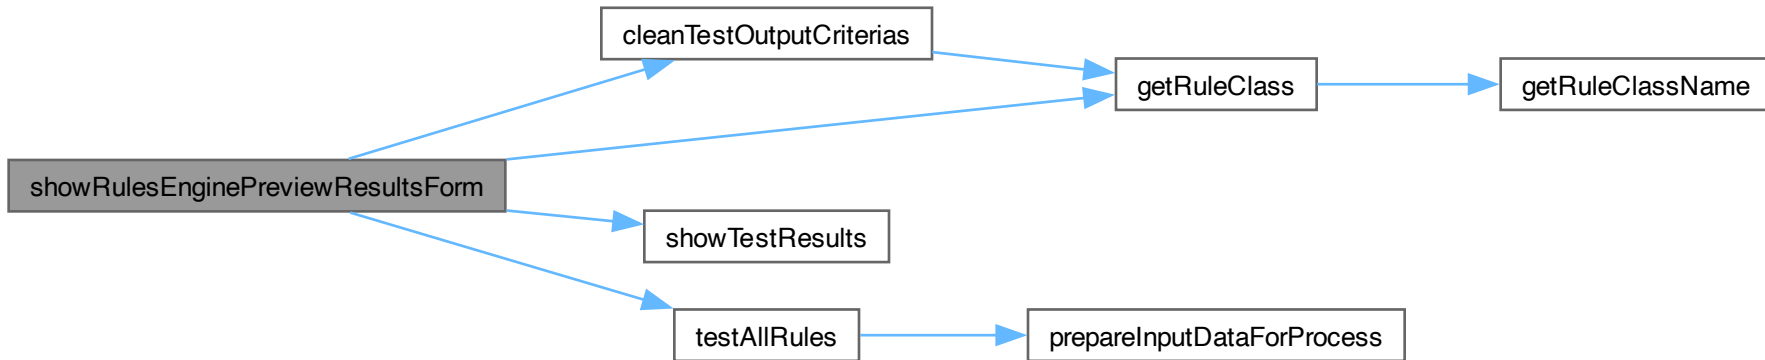 cleanTestOutputCriterias
getRuleClass
getRuleClassName
showRulesEnginePreviewResultsForm
showTestResults
testAllRules
prepareInputDataForProcess